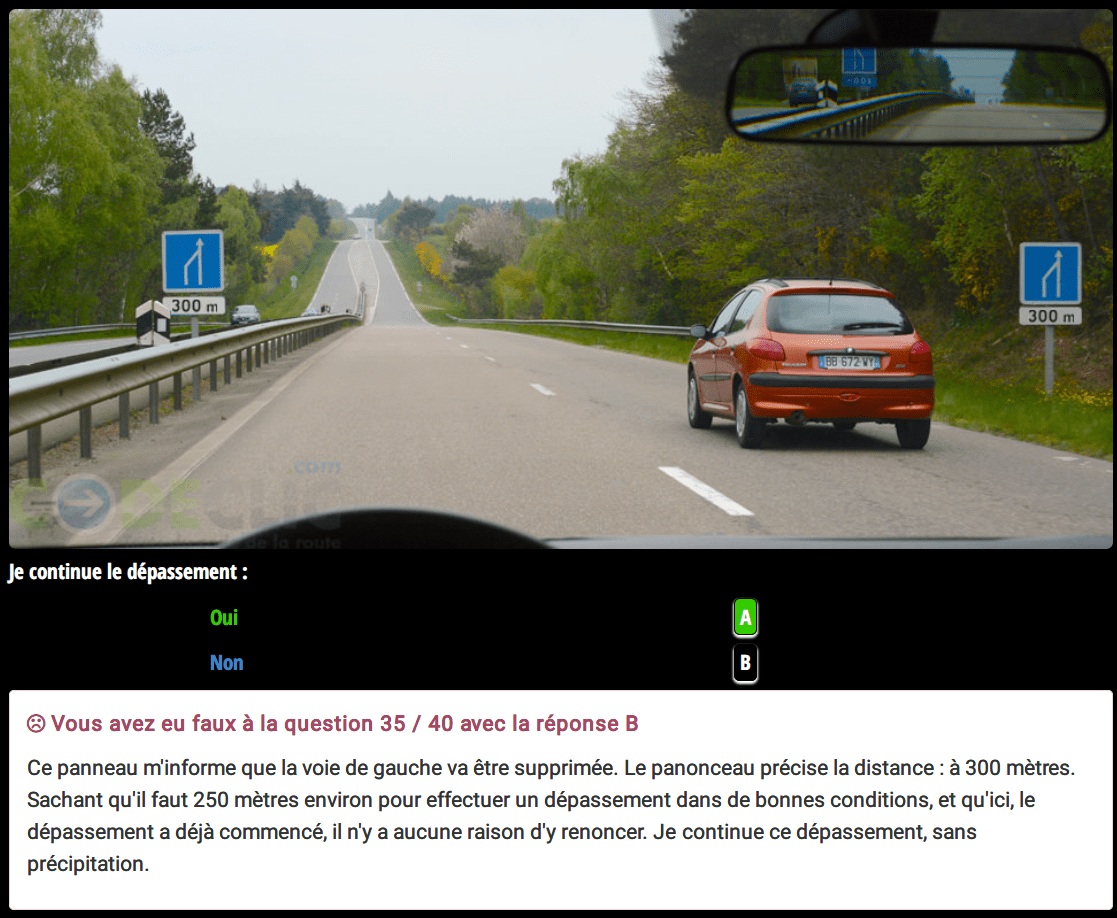 300 m
300 m
BB 672 WY
.com
CODECLIC
de la route
Je continue le dépassement :
Oui A
Non B
Vous avez eu faux à la question 35 / 40 avec la réponse B
Ce panneau m'informe que la voie de gauche va être supprimée. Le panonceau précise la distance : à 300 mètres.
Sachant qu'il faut 250 mètres environ pour effectuer un dépassement dans de bonnes conditions, et qu'ici, le
dépassement a déjà commencé, il n'y a aucune raison d'y renoncer. Je continue ce dépassement, sans
précipitation.